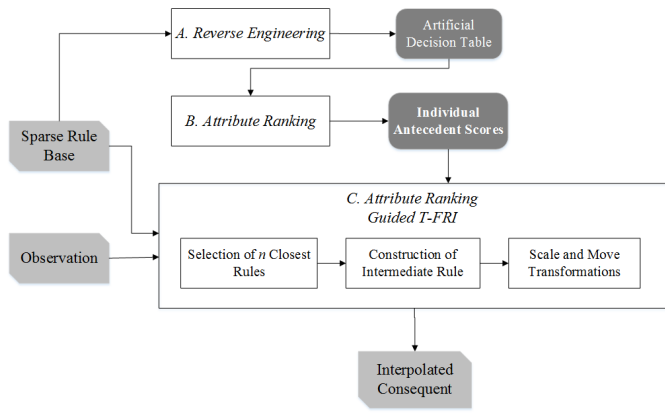 A. Reverse Engineering
Artificial
Decision Table
B. Attribute Ranking
Individual
Antecedent Scores
Sparse Rule
Base
C. Attribute Ranking
Guided T-FRI
Observation
Selection of n Closest
Rules
Construction of
Intermediate Rule
Scale and Move
Transformations
Interpolated
Consequent